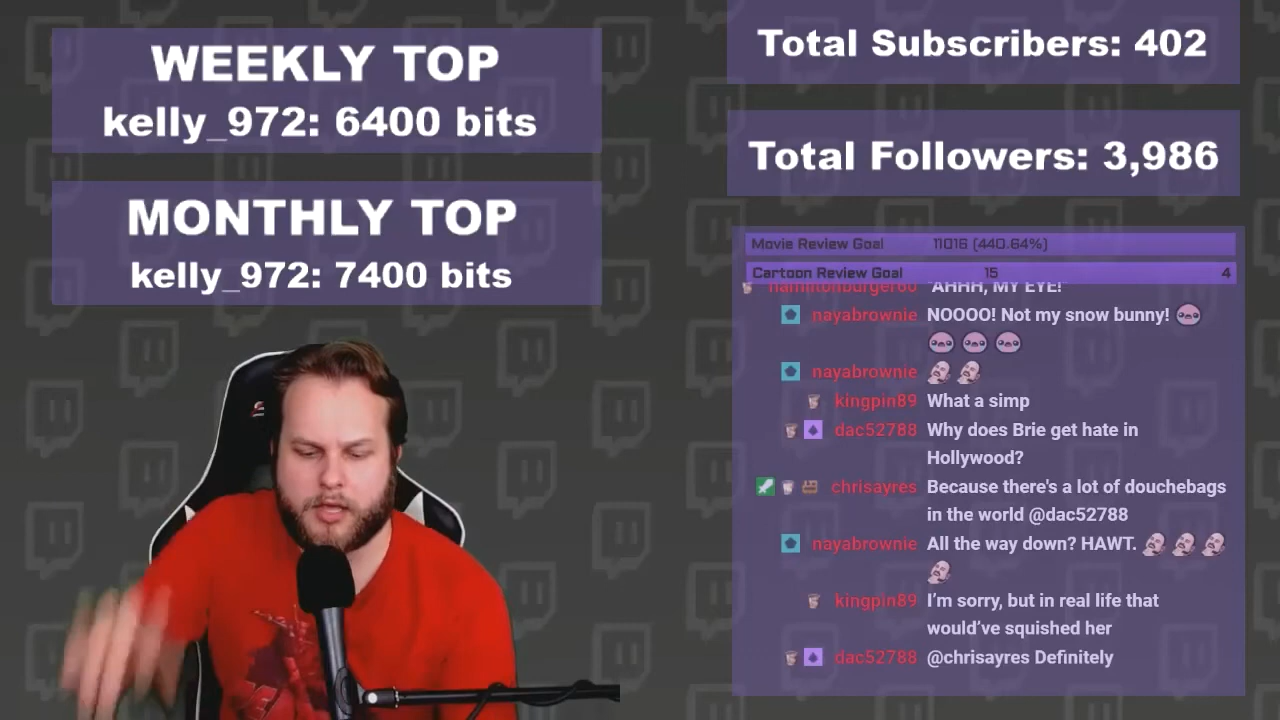 WEEKLY TOP
kelly_972: 6400 bits
MONTHLY TOP
kelly_972: 7400 bits
Total Subscribers: 402
Total Followers: 3,986
Movie Review Goal 11016 (440.64%)
Cartoon Review Goal 15 4
hamiltonburger60 "AHHH, MY EYE!"
nayabrownie NOOOO! Not my snow bunny!
nayabrownie
kingpin89 What a simp
dac52788 Why does Brie get hate in
Hollywood?
chrisayres Because there's a lot of douchebags
in the world @dac52788
nayabrownie All the way down? HAWT.
kingpin89 I'm sorry, but in real life that
would've squished her
dac52788 @chrisayres Definitely